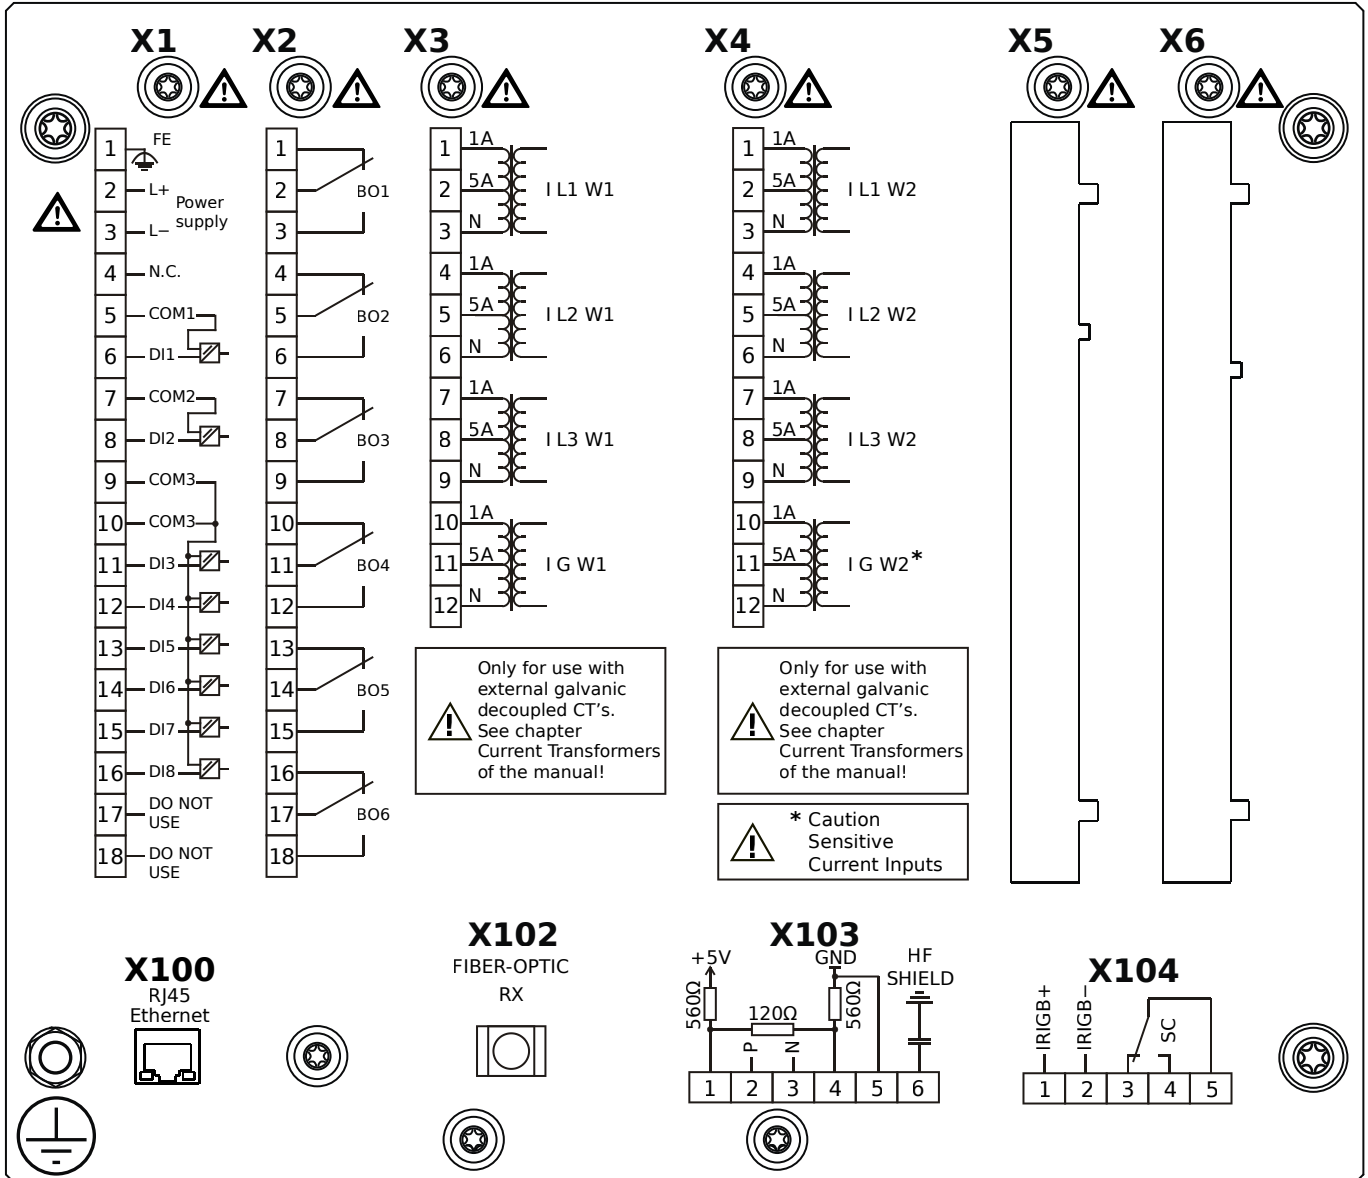 X1 X2 X3 X4 X5 X6
1 FE
2 L+
Power
supply
3 L−
4 N.C.
5 COM1
6 DI1
7 COM2
8 DI2
9 COM3
10 COM3
11 DI3
12 DI4
13 DI5
14 DI6
15 DI7
16 DI8
17 DO NOT
USE
18 DO NOT
USE
1
2 BO1
3
4
5 BO2
6
7
8 BO3
9
10
11 BO4
12
13
14 BO5
15
16
17 BO6
18
1 1A
2 5A I L1 W1
3 N
4 1A
5 5A I L2 W1
6 N
7 1A
8 5A I L3 W1
9 N
10 1A
11 5A I G W1
12 N
Only for use with
external galvanic
decoupled CT's.
See chapter
Current Transformers
of the manual!
1 1A
2 5A I L1 W2
3 N
4 1A
5 5A I L2 W2
6 N
7 1A
8 5A I L3 W2
9 N
10 1A
11 5A I G W2*
12 N
Only for use with
external galvanic
decoupled CT's.
See chapter
Current Transformers
of the manual!
* Caution
Sensitive
Current Inputs
X100
RJ45
Ethernet
X102
FIBER-OPTIC
RX
X103
+5V GND HF
SHIELD
560Ω 120Ω 560Ω
P N
1 2 3 4 5 6
X104
IRIGB+ IRIGB− SC
1 2 3 4 5